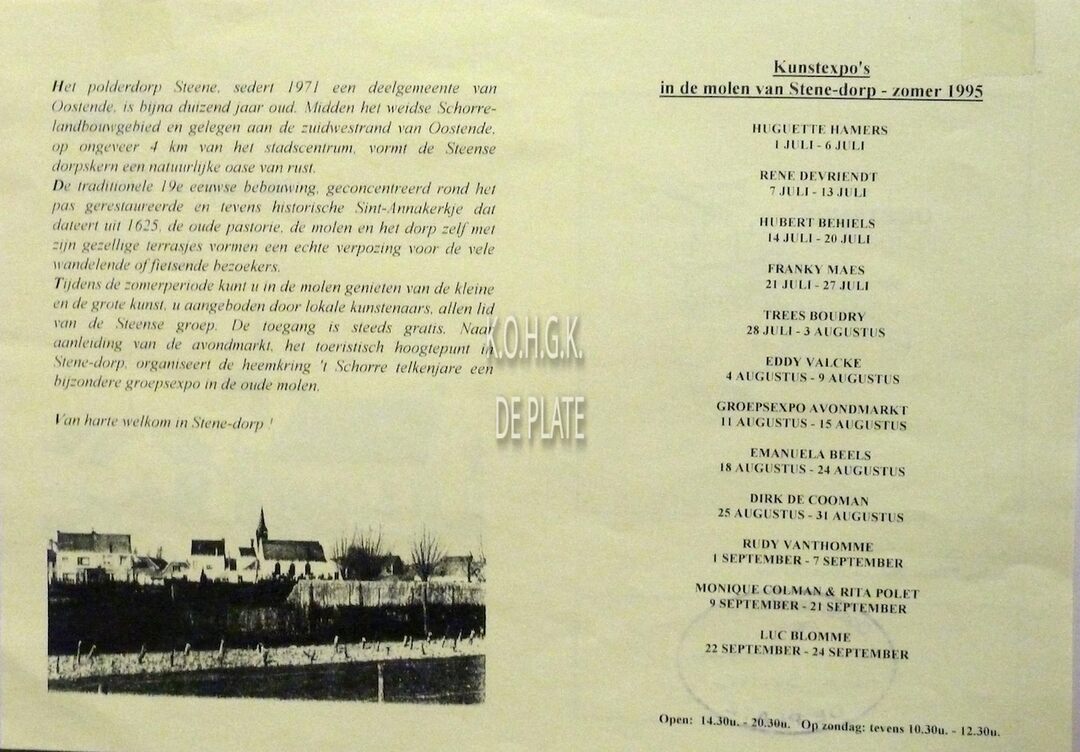 Het polderdorp Steene, sedert 1971 een deelgemeente van
Oostende, is bijna duizend jaar oud. Midden het weidse Schorre-
landbouwgebied en gelegen aan de zuidwestrand van Oostende,
op ongeveer 4 km van het stadscentrum, vormt de Steense
dorpskern een natuurlijke oase van rust.
De traditionele 19e eeuwse bebouwing, geconcentreerd rond het
pas gerestaureerde en tevens historische Sint-Annakerkje dat
dateert uit 1625, de oude pastorie, de molen en het dorp zelf met
zijn gezellige terrasjes vormen een echte verpozing voor de vele
wandelende of fietsende bezoekers.
Tijdens de zomerperiode kunt u in de molen genieten van de kleine
en de grote kunst, u aangeboden door lokale kunstenaars, allen lid
van de Steense groep. De toegang is steeds gratis. Naar
aanleiding van de avondmarkt, het toeristisch hoogtepunt in
Stene-dorp, organiseert de heemkring 't Schorre telkenjare een
bijzondere groepsexpo in de oude molen.
Van harte welkom in Stene-dorp !
K.O.H.G.K.
DE PLATE
Kunstexpo's
in de molen van Stene-dorp - zomer 1995
HUGUETTE HAMERS
1 JULI - 6 JULI
RENE DEVRIENDT
7 JULI - 13 JULI
HUBERT BEHIELS
14 JULI - 20 JULI
FRANKY MAES
21 JULI - 27 JULI
TREES BOUDRY
28 JULI - 3 AUGUSTUS
EDDY VALCKE
4 AUGUSTUS - 9 AUGUSTUS
GROEPSEXPO AVONDMARKT
11 AUGUSTUS - 15 AUGUSTUS
EMANUELA BEELS
18 AUGUSTUS - 24 AUGUSTUS
DIRK DE COOMAN
25 AUGUSTUS - 31 AUGUSTUS
RUDY VANTHOMME
1 SEPTEMBER - 7 SEPTEMBER
MONIQUE COLMAN & RITA POLET
9 SEPTEMBER - 21 SEPTEMBER
LUC BLOMME
22 SEPTEMBER - 24 SEPTEMBER
Open: 14.30u. - 20.30u. Op zondag: tevens 10.30u. - 12.30u.